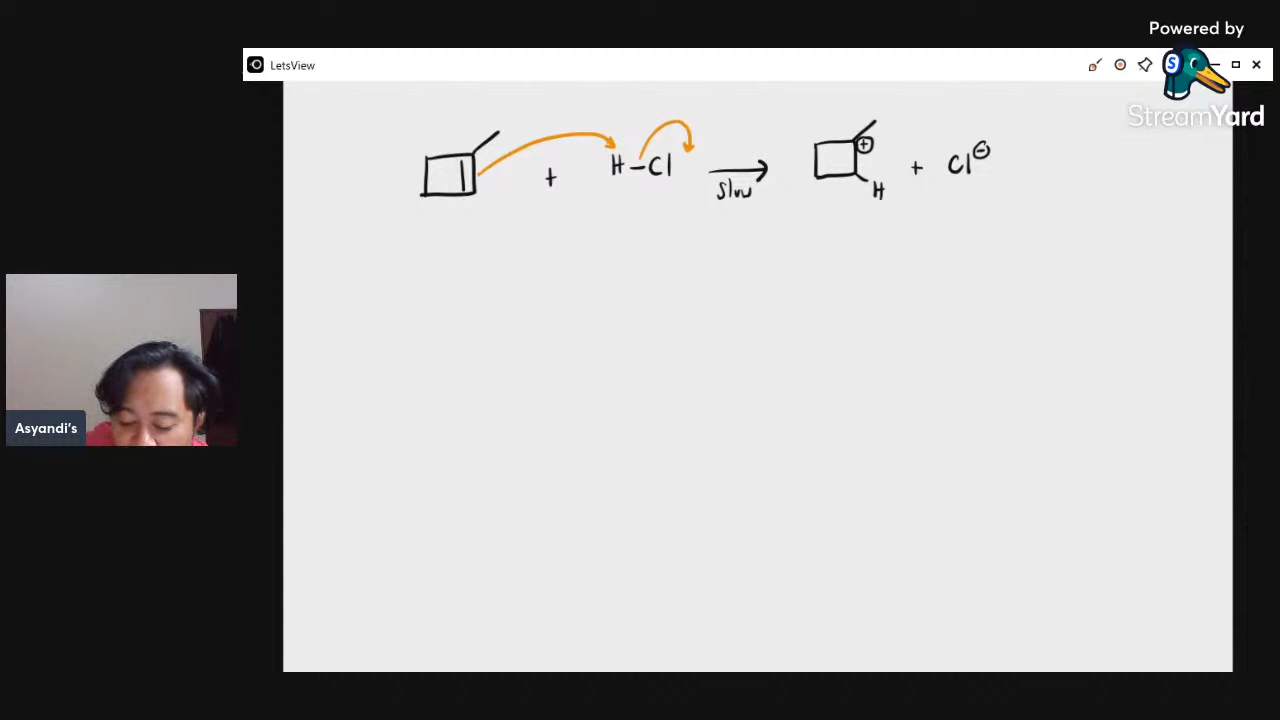 Powered by
LetsView
StreamYard
+ H-Cl slow ⊕ H + Cl⊖
Asyandi's